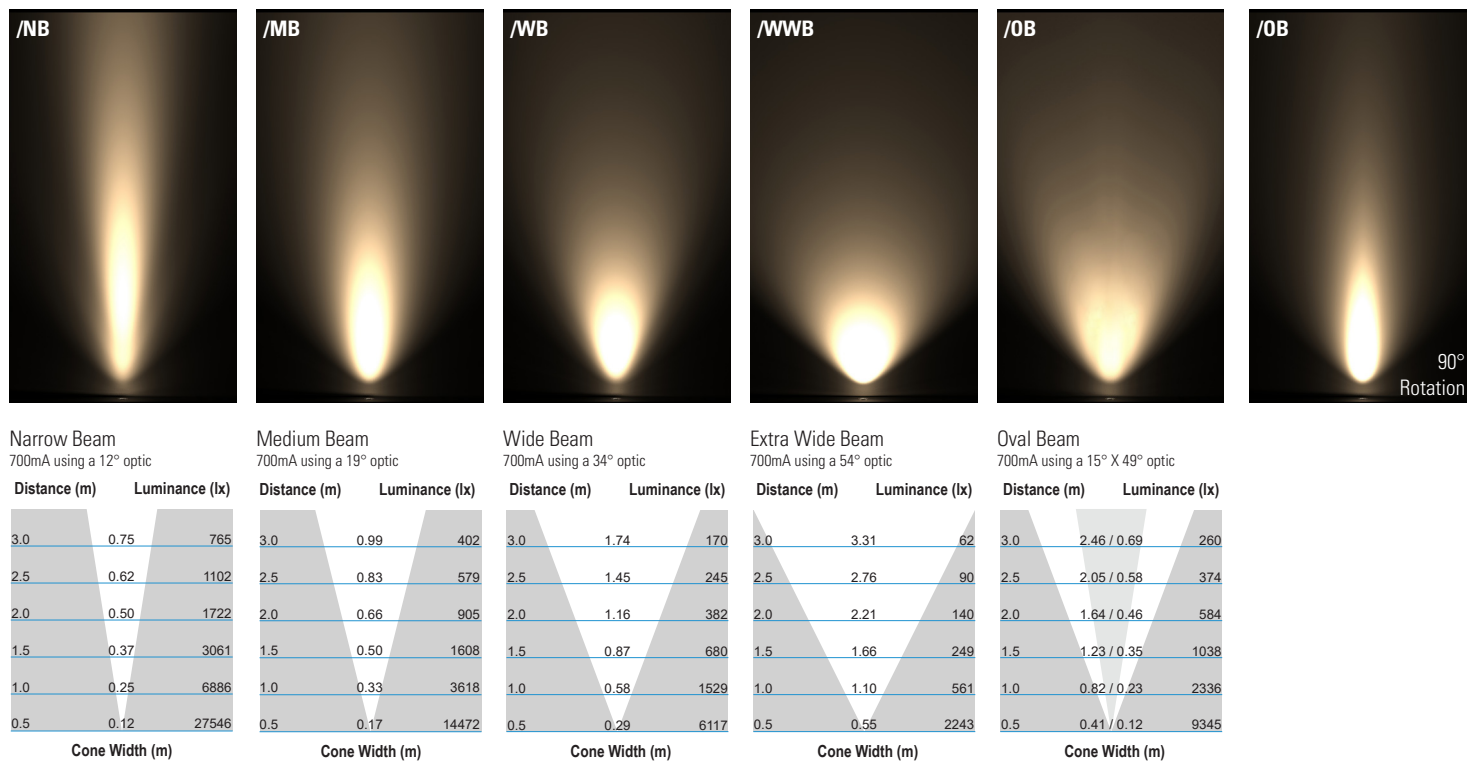 /NB
/MB
/WB
/WWB
/OB
/OB
90°
Rotation
Narrow Beam
700mA using a 12° optic
Distance (m) Luminance (lx)
3.0 0.75 765
2.5 0.62 1102
2.0 0.50 1722
1.5 0.37 3061
1.0 0.25 6886
0.5 0.12 27546
Cone Width (m)
Medium Beam
700mA using a 19° optic
Distance (m) Luminance (lx)
3.0 0.99 402
2.5 0.83 579
2.0 0.66 905
1.5 0.50 1608
1.0 0.33 3618
0.5 0.17 14472
Cone Width (m)
Wide Beam
700mA using a 34° optic
Distance (m) Luminance (lx)
3.0 1.74 170
2.5 1.45 245
2.0 1.16 382
1.5 0.87 680
1.0 0.58 1529
0.5 0.29 6117
Cone Width (m)
Extra Wide Beam
700mA using a 54° optic
Distance (m) Luminance (lx)
3.0 3.31 62
2.5 2.76 90
2.0 2.21 140
1.5 1.66 249
1.0 1.10 561
0.5 0.55 2243
Cone Width (m)
Oval Beam
700mA using a 15° X 49° optic
Distance (m) Luminance (lx)
3.0 2.46 / 0.69 260
2.5 2.05 / 0.58 374
2.0 1.64 / 0.46 584
1.5 1.23 / 0.35 1038
1.0 0.82 / 0.23 2336
0.5 0.41 / 0.12 9345
Cone Width (m)